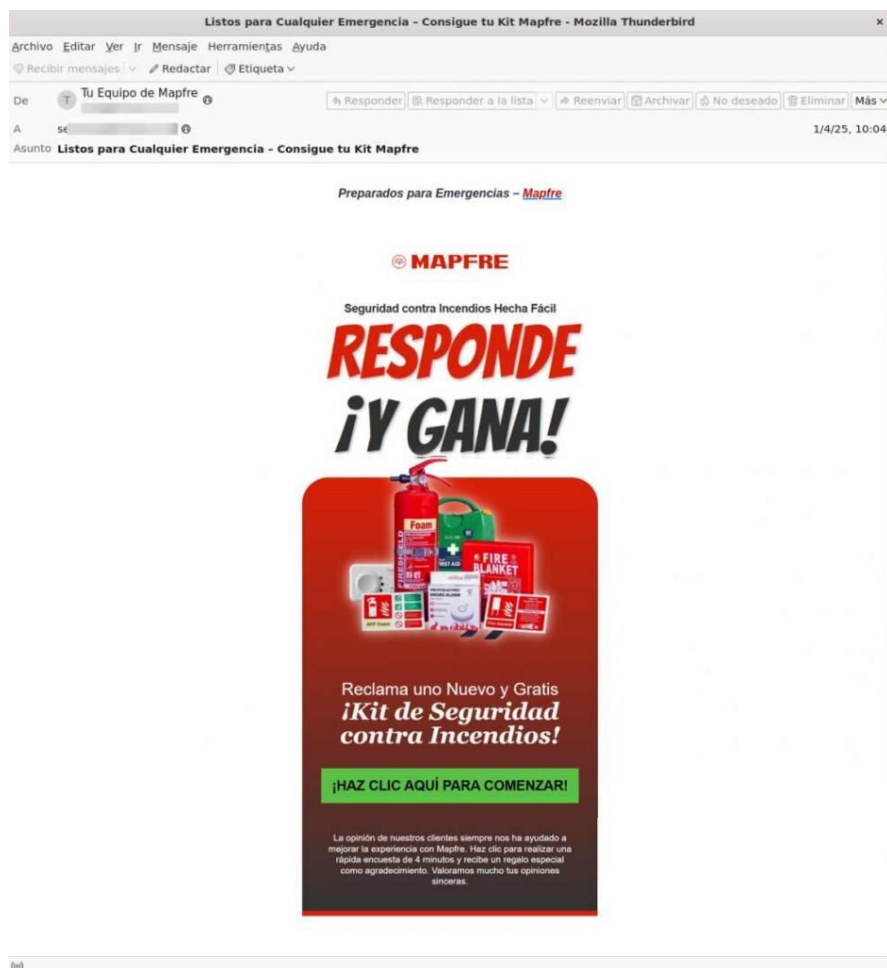 Listos para Cualquier Emergencia – Consigue tu Kit Mapfre - Mozilla Thunderbird ×
Archivo Editar Ver Ir Mensaje Herramientas Ayuda
Recibir mensajes Redactar Etiqueta
De T Tu Equipo de Mapfre Responder Responder a la lista Reenviar Archivar No deseado Eliminar Más
A se 1/4/25, 10:04
Asunto Listos para Cualquier Emergencia – Consigue tu Kit Mapfre
Preparados para Emergencias – Mapfre
MAPFRE
Seguridad contra Incendios Hecha Fácil
RESPONDE
¡Y GANA!
Foam
FIRESHIELD
FIRST AID
FIRE
BLANKET
AFF Foam
Fire blanket
Reclama uno Nuevo y Gratis
¡Kit de Seguridad
contra Incendios!
¡HAZ CLIC AQUÍ PARA COMENZAR!
La opinión de nuestros clientes siempre nos ha ayudado a
mejorar la experiencia con Mapfre. Haz clic para realizar una
rápida encuesta de 4 minutos y recibe un regalo especial
como agradecimiento. Valoramos mucho tus opiniones
sinceras.